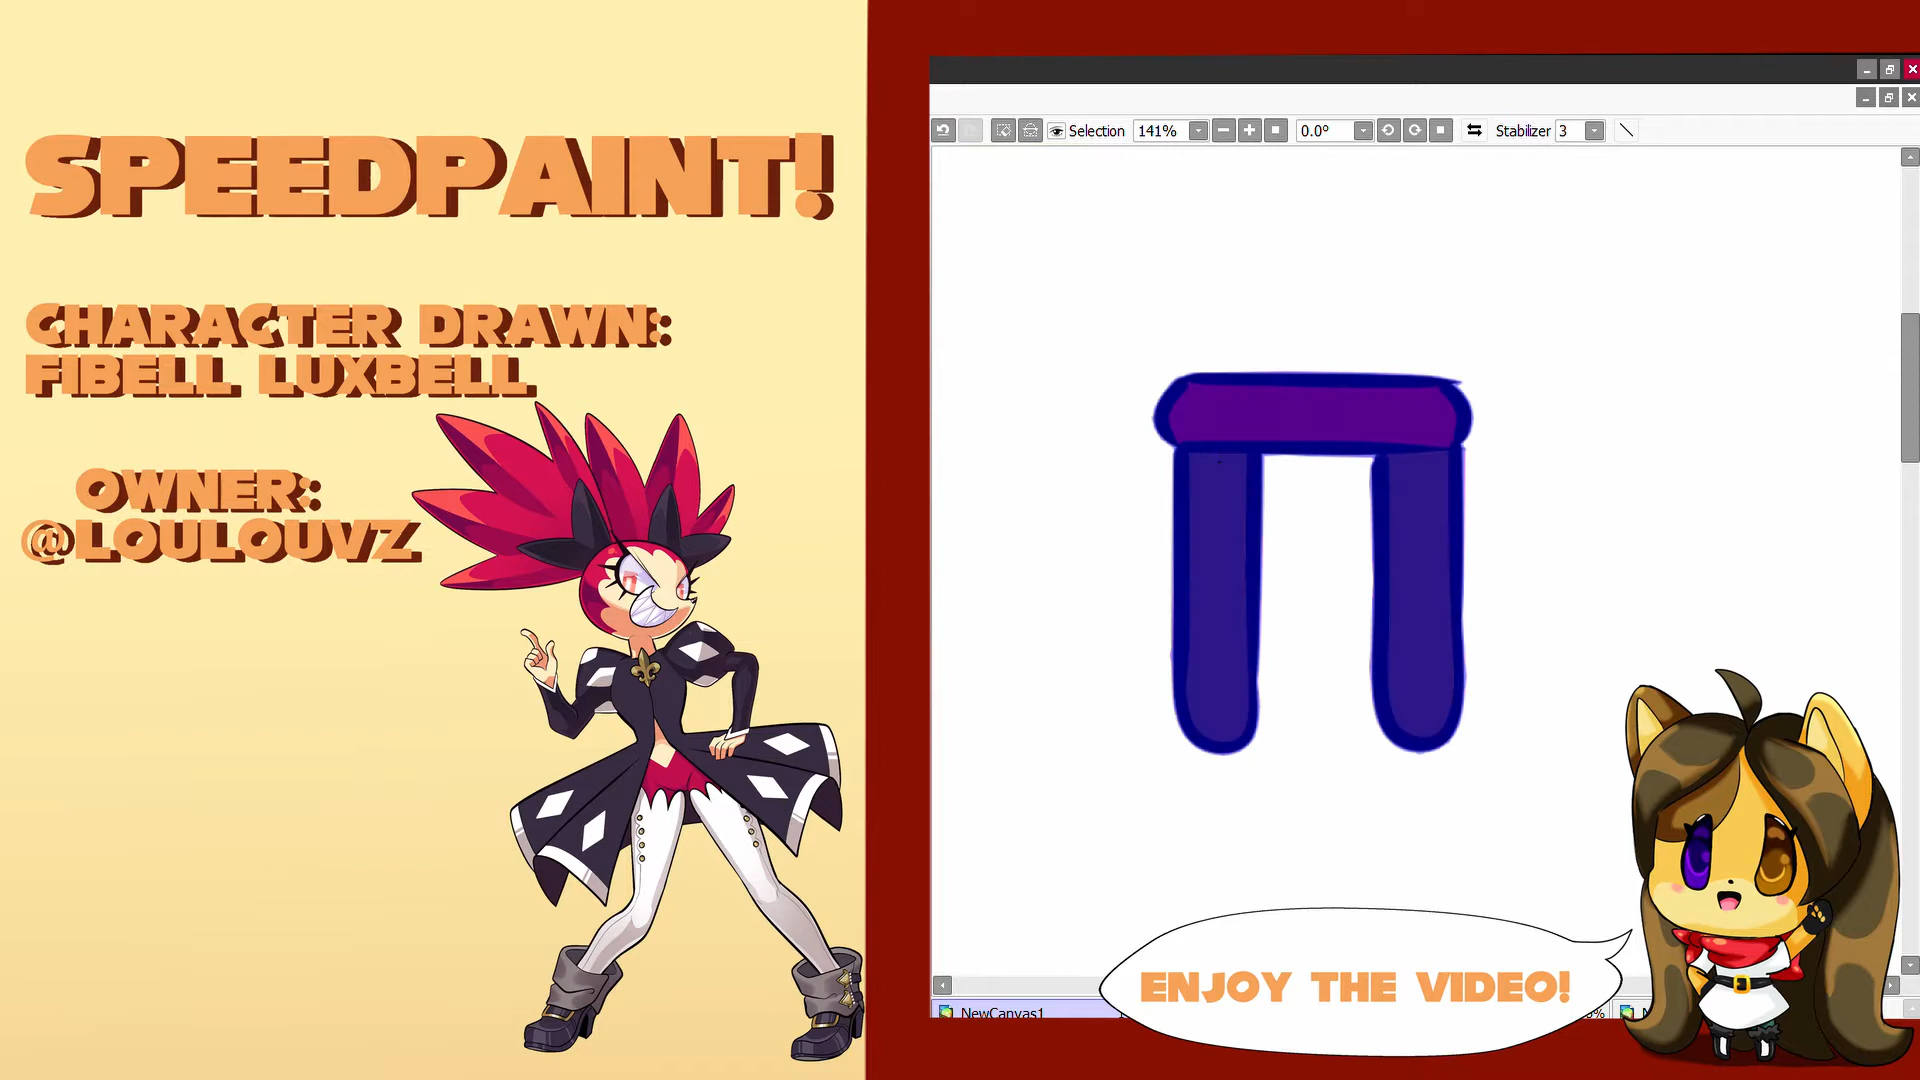 SPEEDPAINT!
CHARACTER DRAWN:
FIBELL LUXBELL
OWNER:
@LOULOUVZ
Selection 141% 0.0° Stabilizer 3
ENJOY THE VIDEO!
NewCanvas1